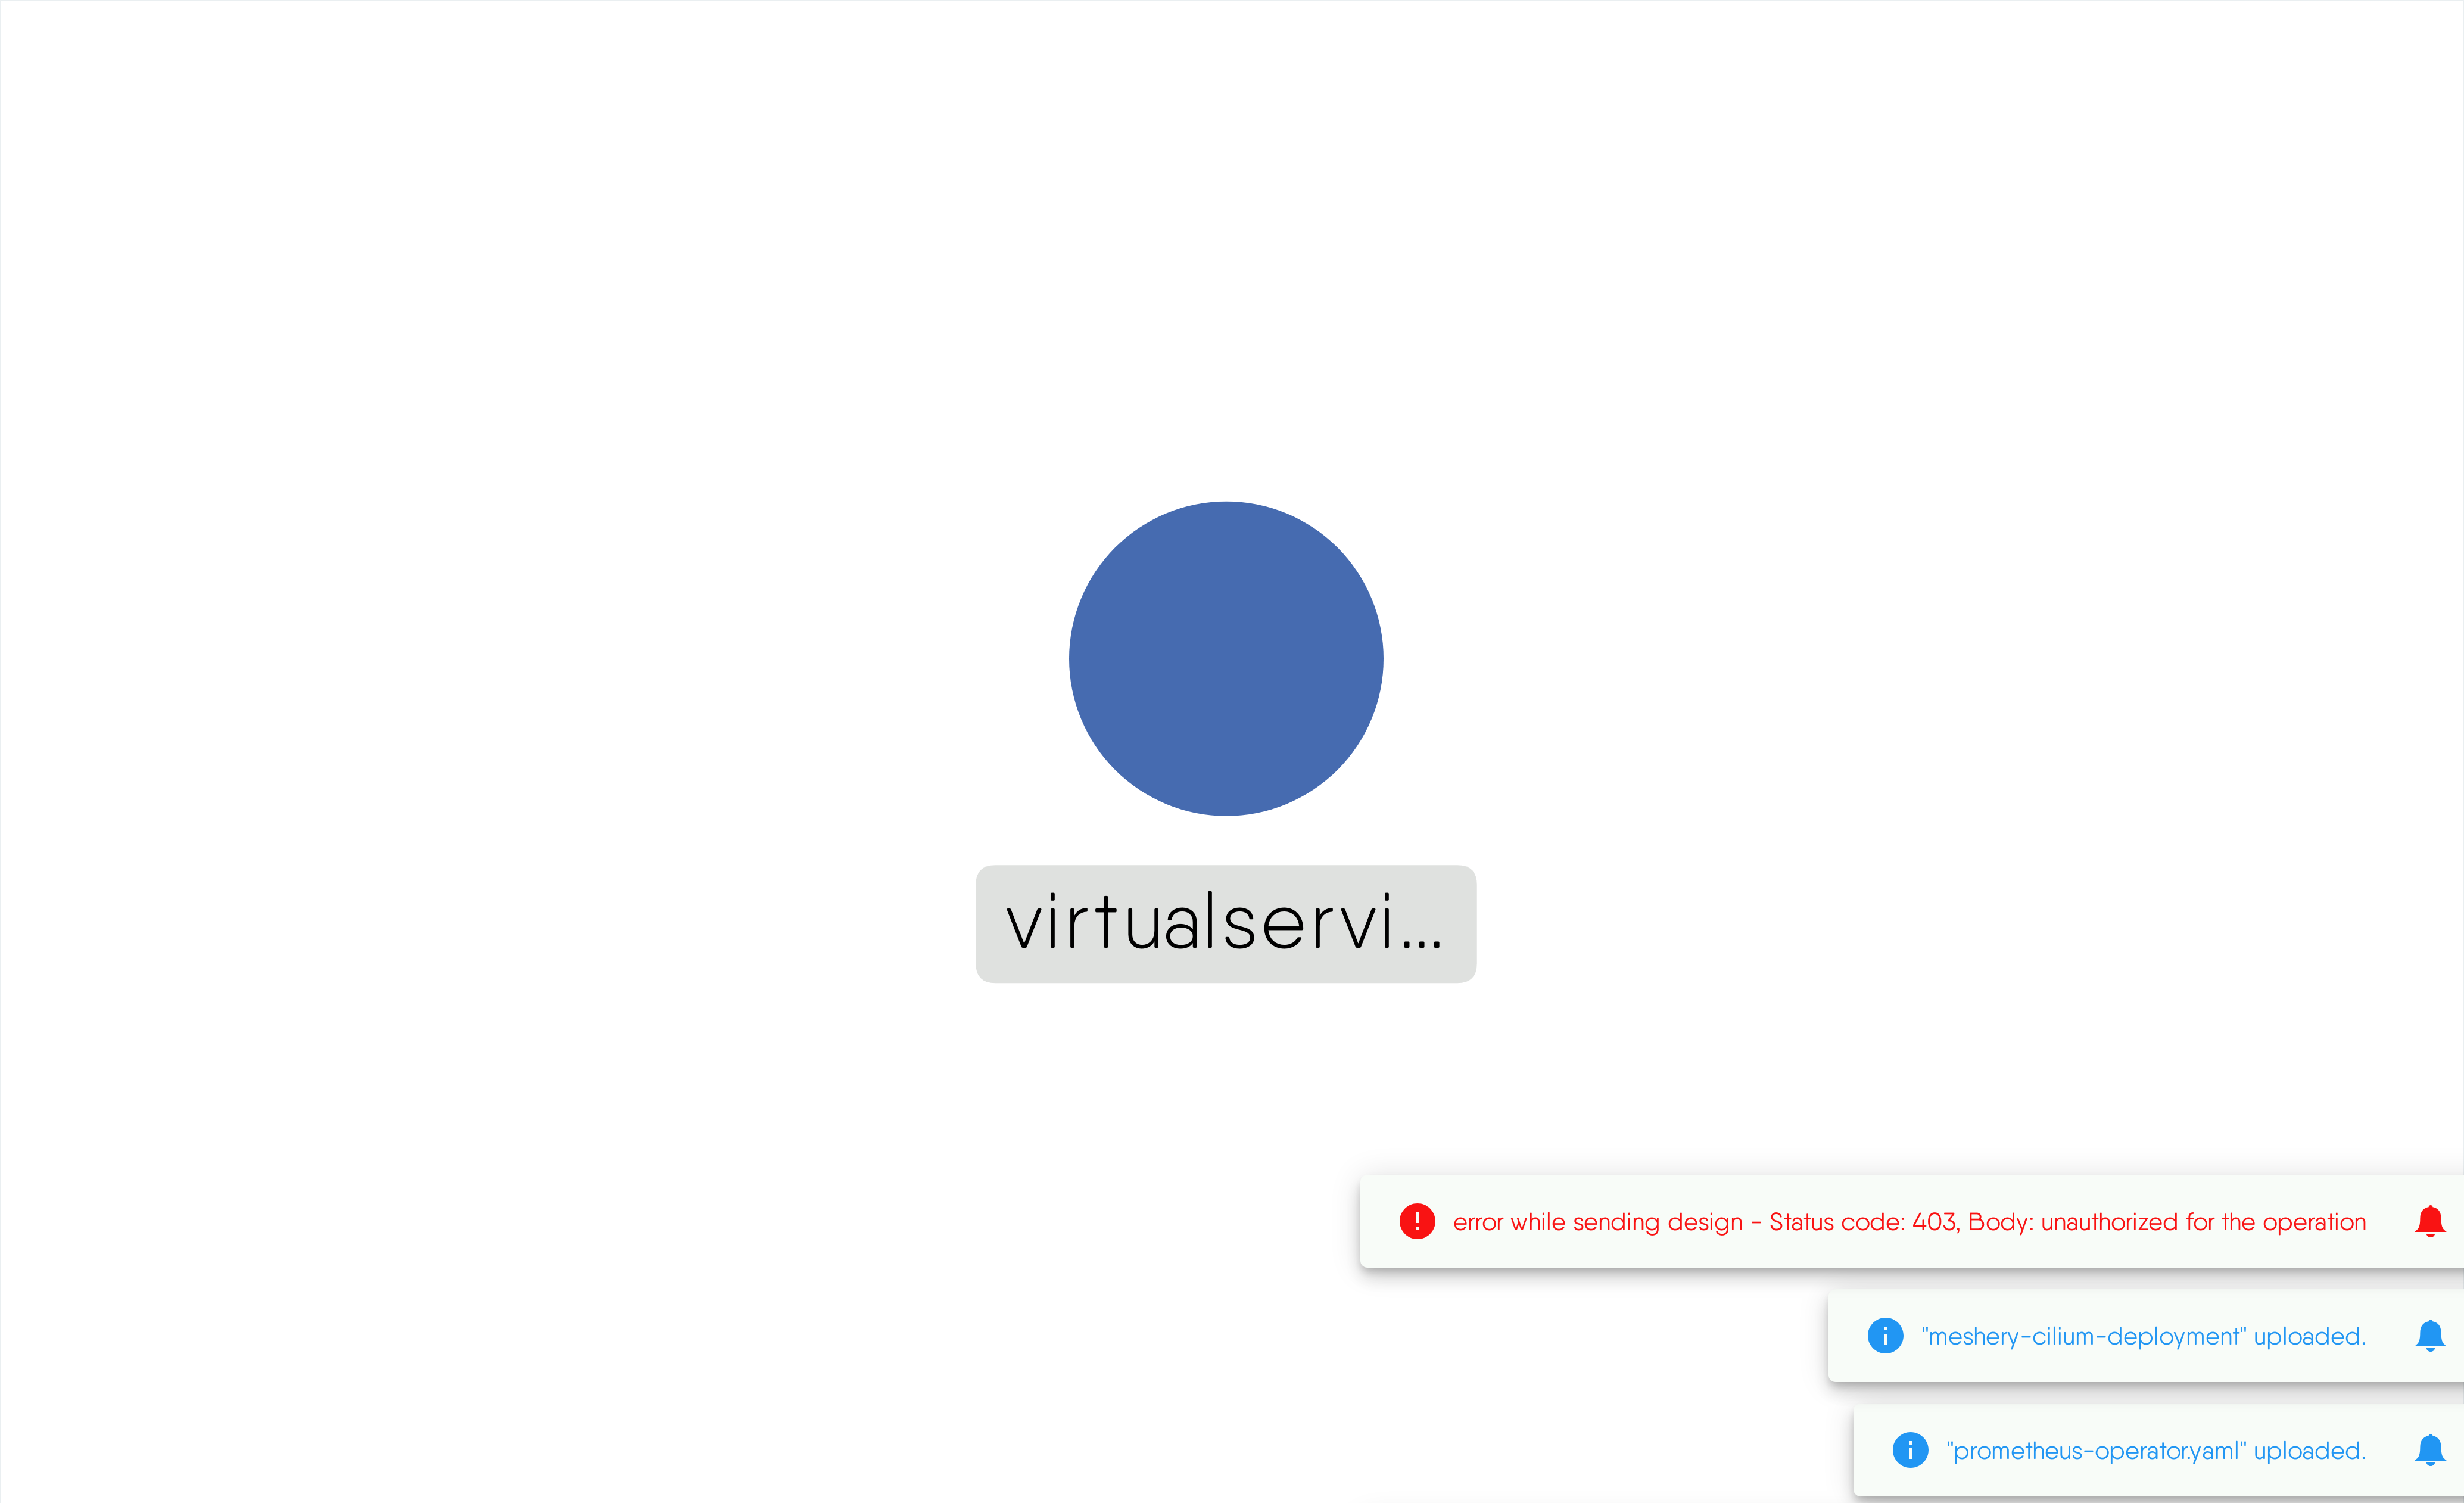 virtualservi...
error while sending design - Status code: 403, Body: unauthorized for the operation
"meshery-cilium-deployment" uploaded.
"prometheus-operator.yaml" uploaded.